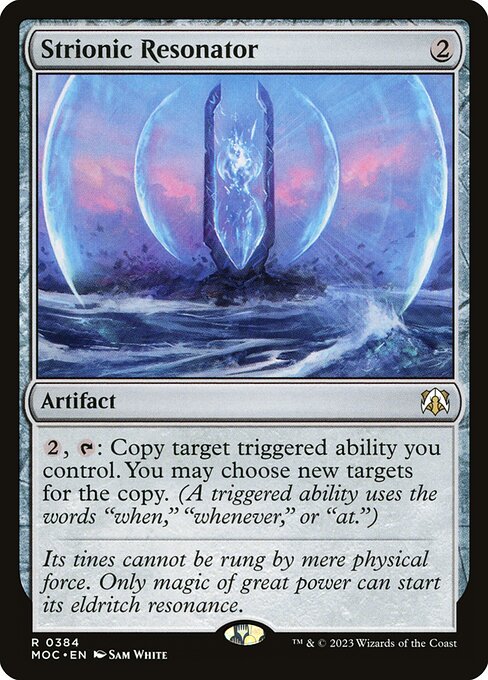 Strionic Resonator 2
Artifact
2, : Copy target triggered ability you
control. You may choose new targets
for the copy. (A triggered ability uses the
words “when,” “whenever,” or “at.”)
Its tines cannot be rung by mere physical
force. Only magic of great power can start
its eldritch resonance.
R 0384
MOC • EN Sam White
™ & © 2023 Wizards of the Coast